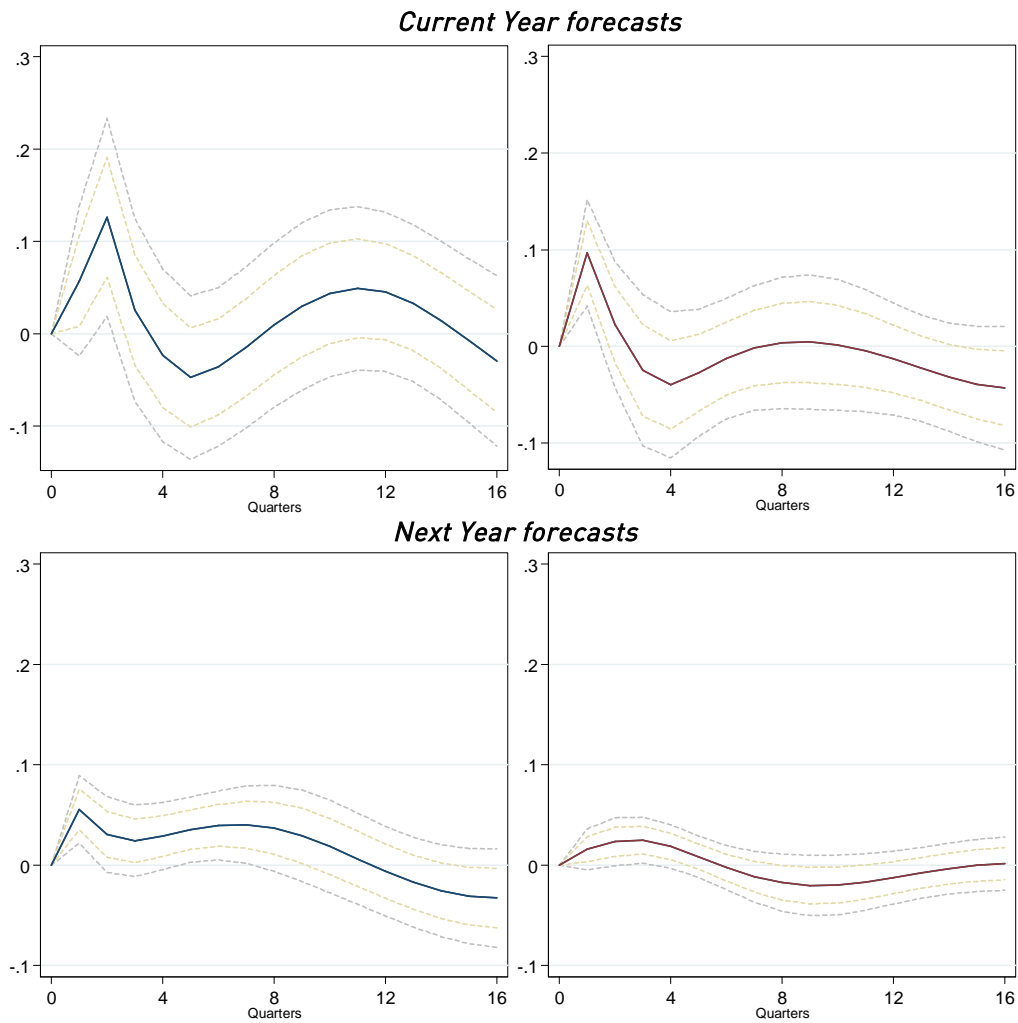 Current Year forecasts
.3
.2
.1
0
-.1
0 4 8 12 16
Quarters
.3
.2
.1
0
-.1
0 4 8 12 16
Quarters
Next Year forecasts
.3
.2
.1
0
-.1
0 4 8 12 16
Quarters
.3
.2
.1
0
-.1
0 4 8 12 16
Quarters